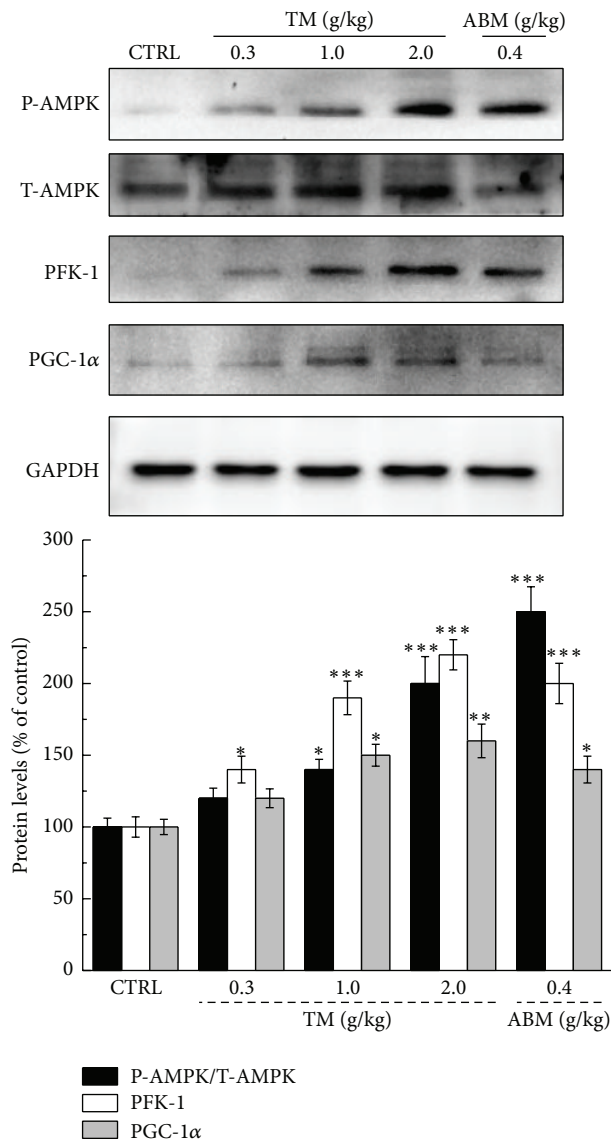 TM (g/kg) ABM (g/kg)
CTRL 0.3 1.0 2.0 0.4
P-AMPK
T-AMPK
PFK-1
PGC-1α
GAPDH
300
250
200
150
100
50
0
Protein levels (% of control)
***
*** *** ***
*** **
* * * *
CTRL 0.3 1.0 2.0 0.4
TM (g/kg) ABM (g/kg)
P-AMPK/T-AMPK
PFK-1
PGC-1α